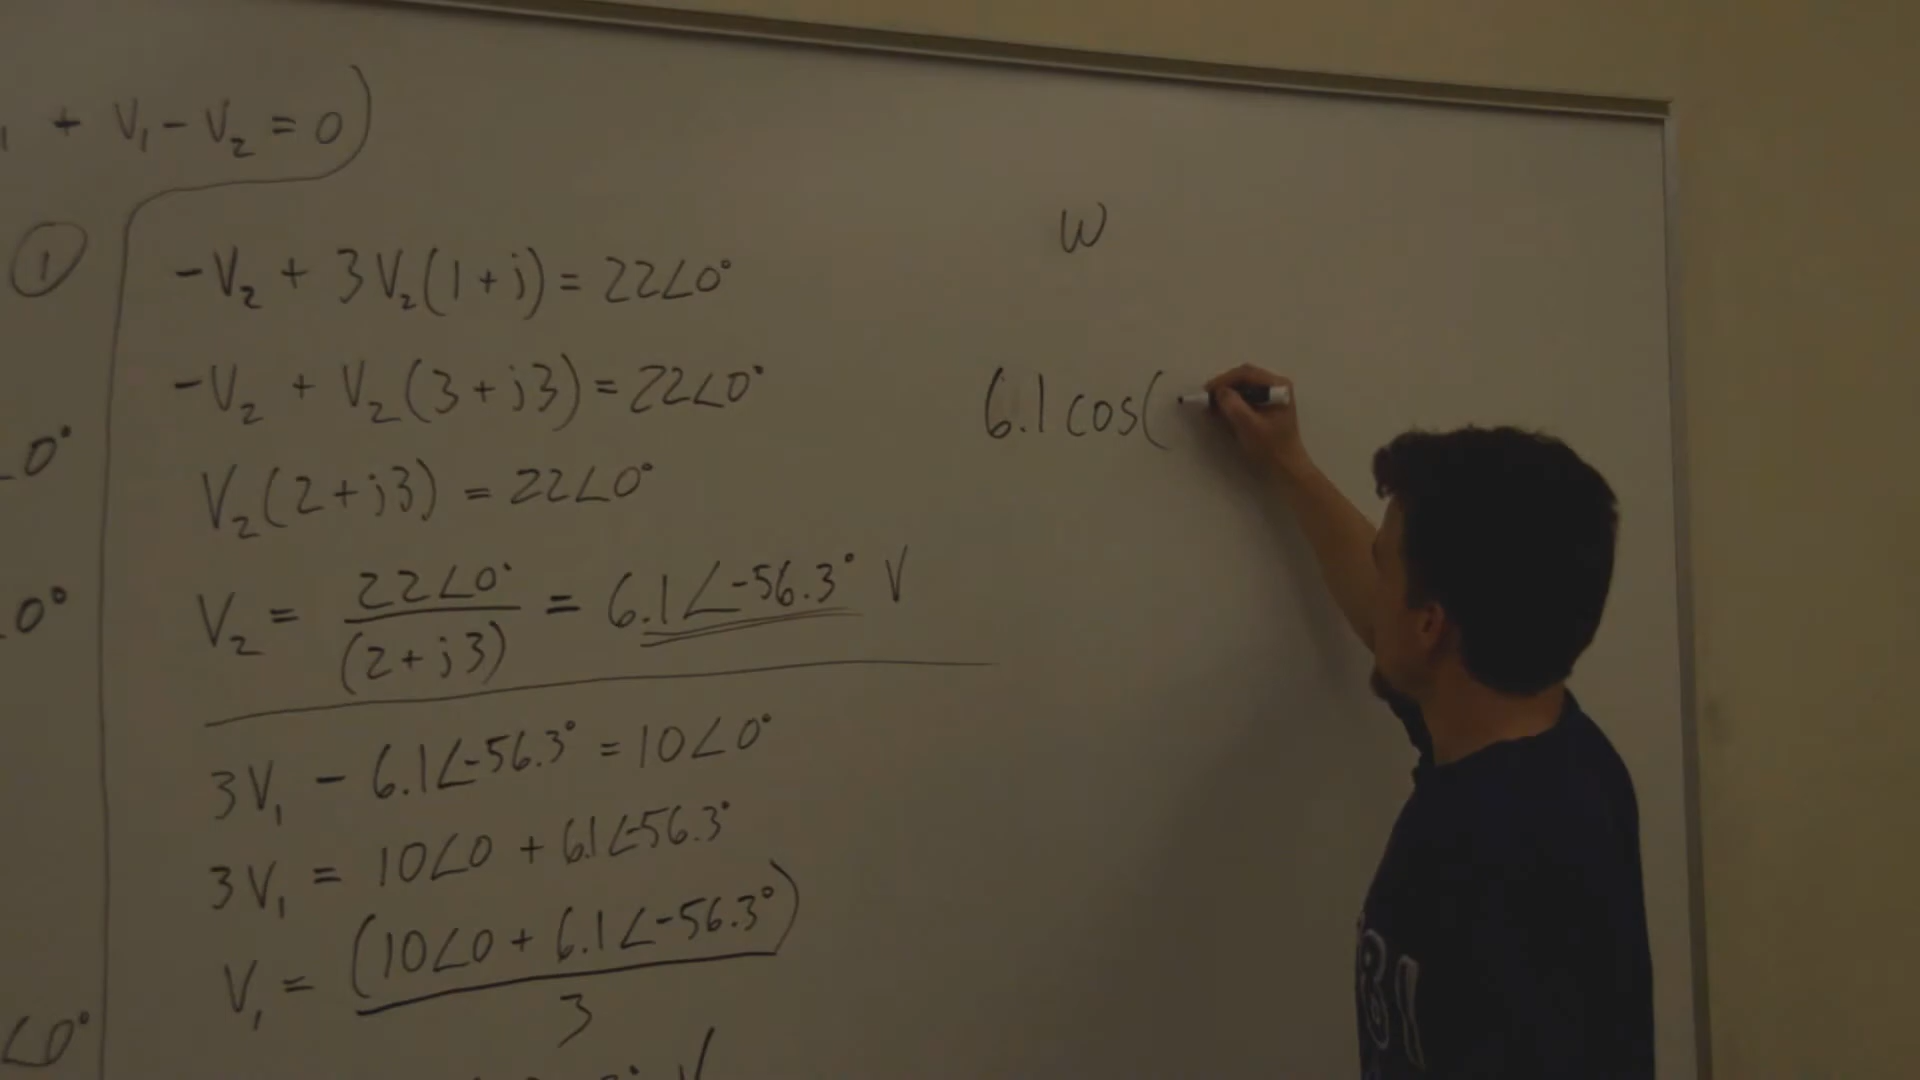 + V₁ - V₂ = 0)
①
-V₂ + 3V₂(1 + j) = 22∠0°
-V₂ + V₂(3 + j3) = 22∠0°
∠0°
V₂(2 + j3) = 22∠0°
∠0°
V₂ = 22∠0° / (2 + j3) = 6.1∠-56.3° V
3V₁ - 6.1∠-56.3° = 10∠0°
3V₁ = 10∠0 + 6.1∠-56.3°
V₁ = (10∠0 + 6.1∠-56.3°) / 3
∠0°
V
ω
6.1 cos(